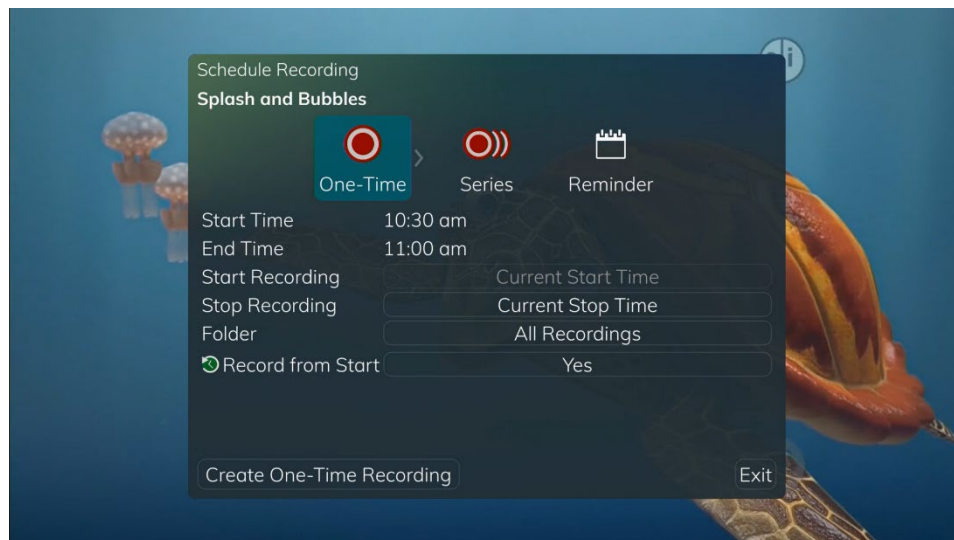 Schedule Recording
Splash and Bubbles
One-Time
Series
Reminder
Start Time 10:30 am
End Time 11:00 am
Start Recording Current Start Time
Stop Recording Current Stop Time
Folder All Recordings
Record from Start Yes
Create One-Time Recording Exit